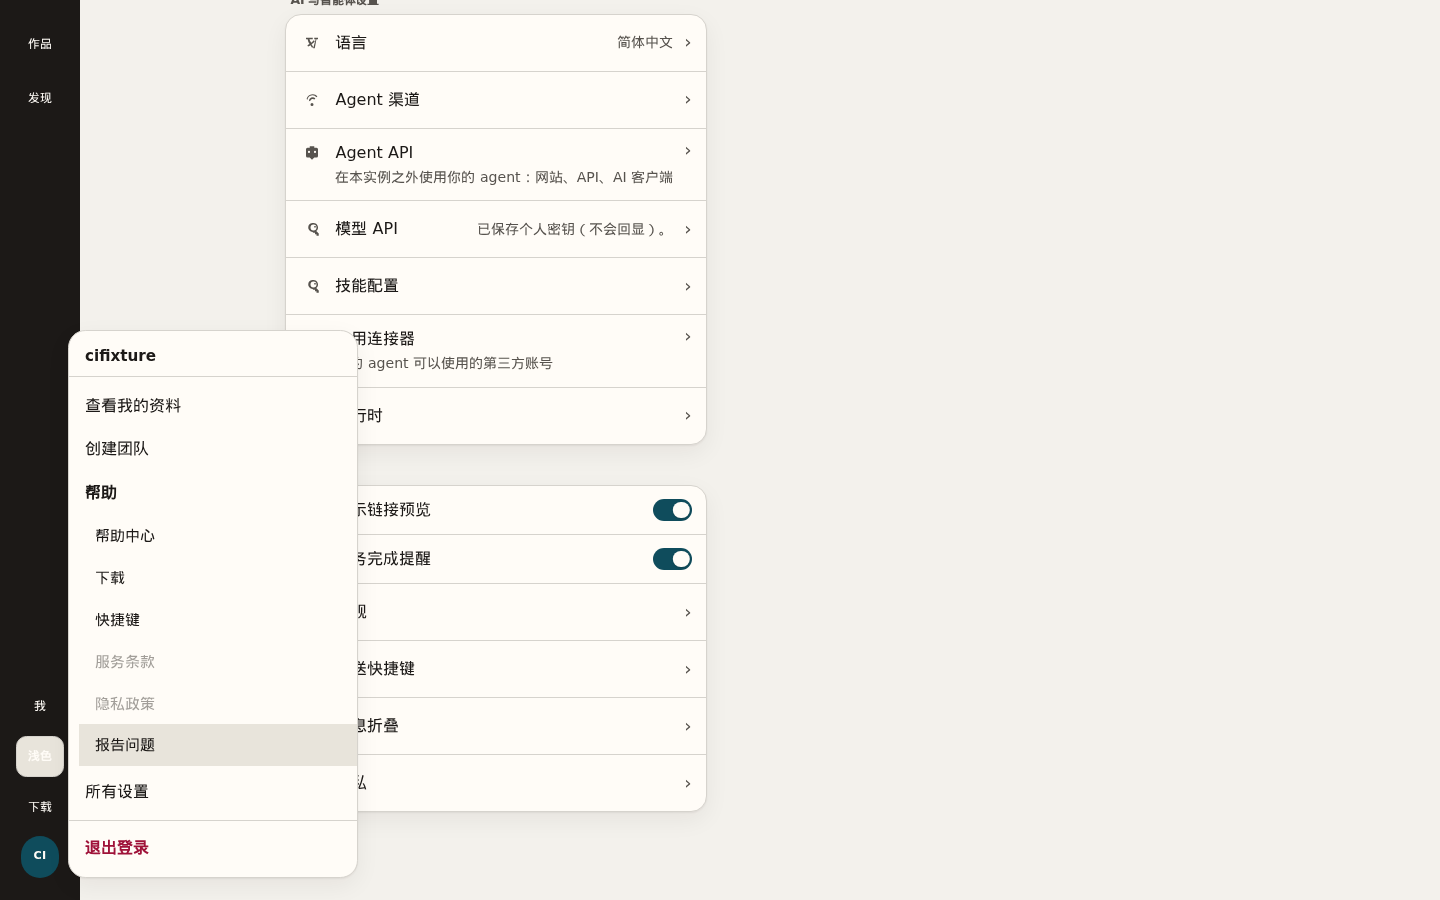 作品
发现
我
浅色
下载
CI
AI 与智能体设置
语言
简体中文
Agent 渠道
Agent API
在本实例之外使用你的 agent：网站、API、AI 客户端
模型 API
已保存个人密钥（不会回显）。
技能配置
用连接器
agent 可以使用的第三方账号
行时
示链接预览
务完成提醒
观
送快捷键
息折叠
私
cifixture
查看我的资料
创建团队
帮助
帮助中心
下载
快捷键
服务条款
隐私政策
报告问题
所有设置
退出登录